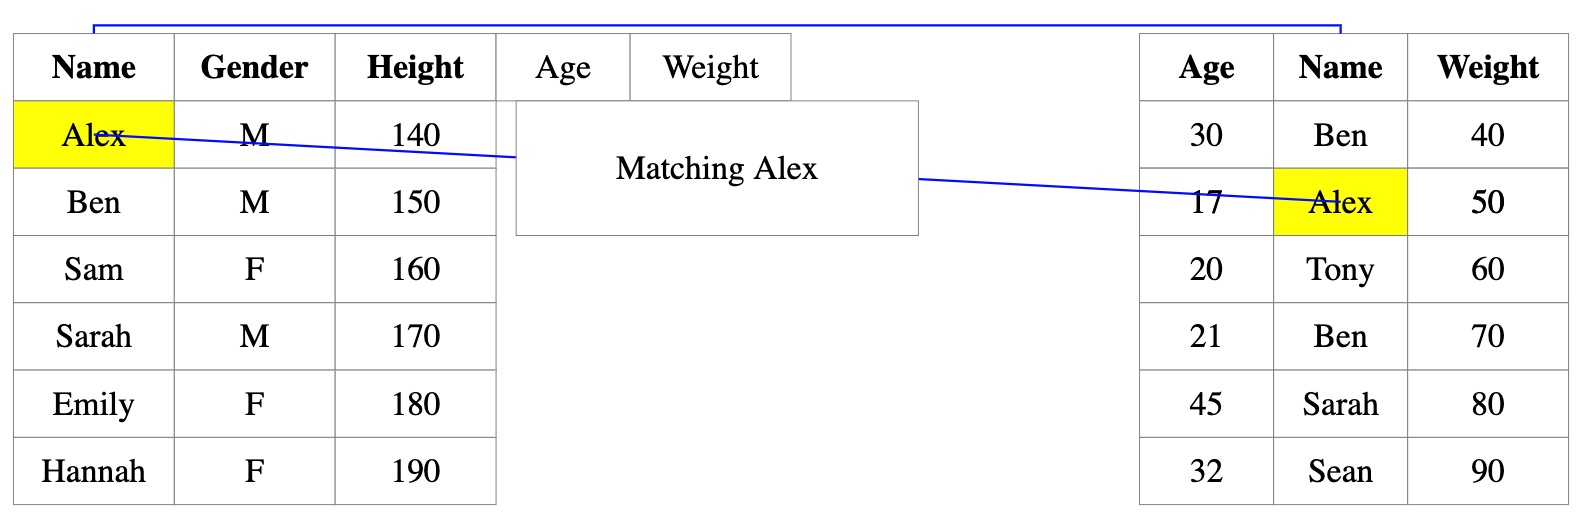 Name Gender Height Age Weight
Alex M 140
Ben M 150
Sam F 160
Sarah M 170
Emily F 180
Hannah F 190
Matching Alex
Age Name Weight
30 Ben 40
17 Alex 50
20 Tony 60
21 Ben 70
45 Sarah 80
32 Sean 90